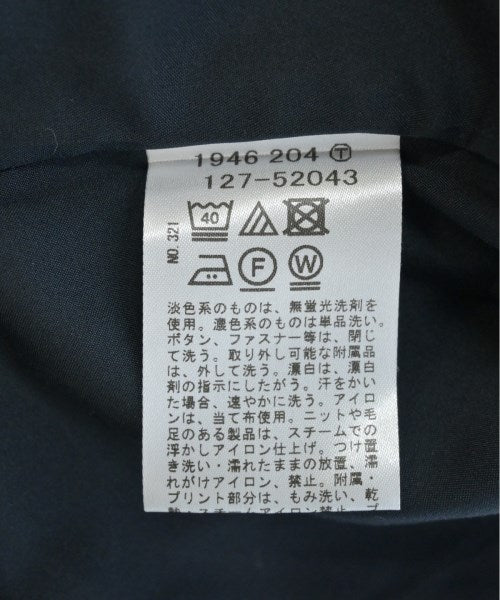 1946 204 Ⓣ
127-52043
NO.321
40
F
W
淡色系のものは、無蛍光洗剤を
使用。濃色系のものは単品洗い。
ボタン、ファスナー等は、閉じ
て洗う。取り外し可能な附属品
は、外して洗う。漂白は、漂白
剤の指示にしたがう。汗をかい
た場合、速やかに洗う。アイロ
ンは、当て布使用。ニットや毛
足のある製品は、スチームでの
浮かしアイロン仕上げ。つけ置
き洗い・濡れたままの放置、濡
れがけアイロン、禁止。附属・
プリント部分は、もみ洗い、乾